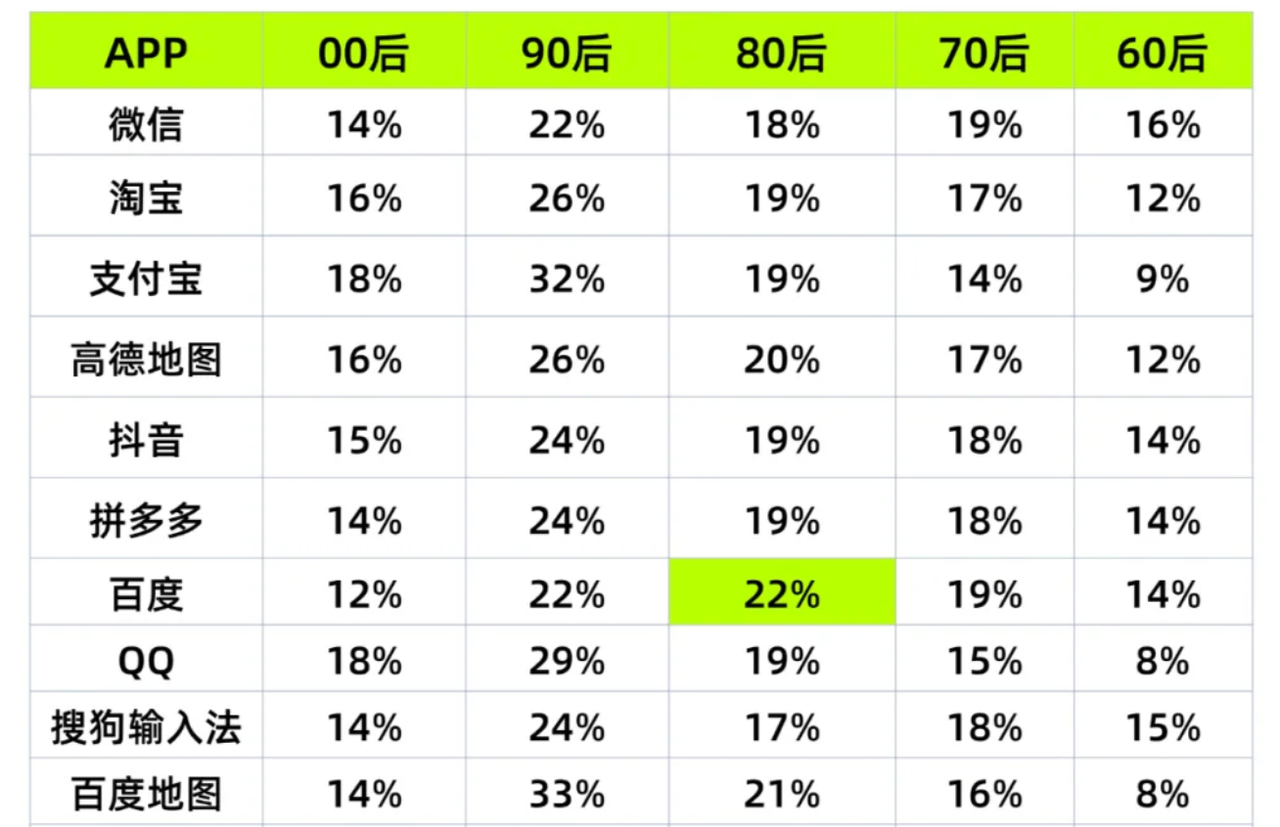 APP 00后 90后 80后 70后 60后
微信 14% 22% 18% 19% 16%
淘宝 16% 26% 19% 17% 12%
支付宝 18% 32% 19% 14% 9%
高德地图 16% 26% 20% 17% 12%
抖音 15% 24% 19% 18% 14%
拼多多 14% 24% 19% 18% 14%
百度 12% 22% 22% 19% 14%
QQ 18% 29% 19% 15% 8%
搜狗输入法 14% 24% 17% 18% 15%
百度地图 14% 33% 21% 16% 8%